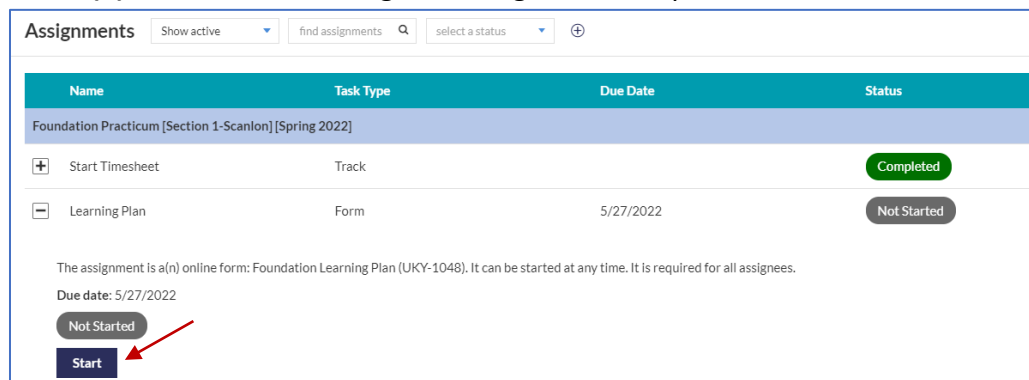 Assignments Show active find assignments select a status
Name Task Type Due Date Status
Foundation Practicum [Section 1-Scanlon] [Spring 2022]
Start Timesheet Track Completed
Learning Plan Form 5/27/2022 Not Started
The assignment is a(n) online form: Foundation Learning Plan (UKY-1048). It can be started at any time. It is required for all assignees.
Due date: 5/27/2022
Not Started
Start